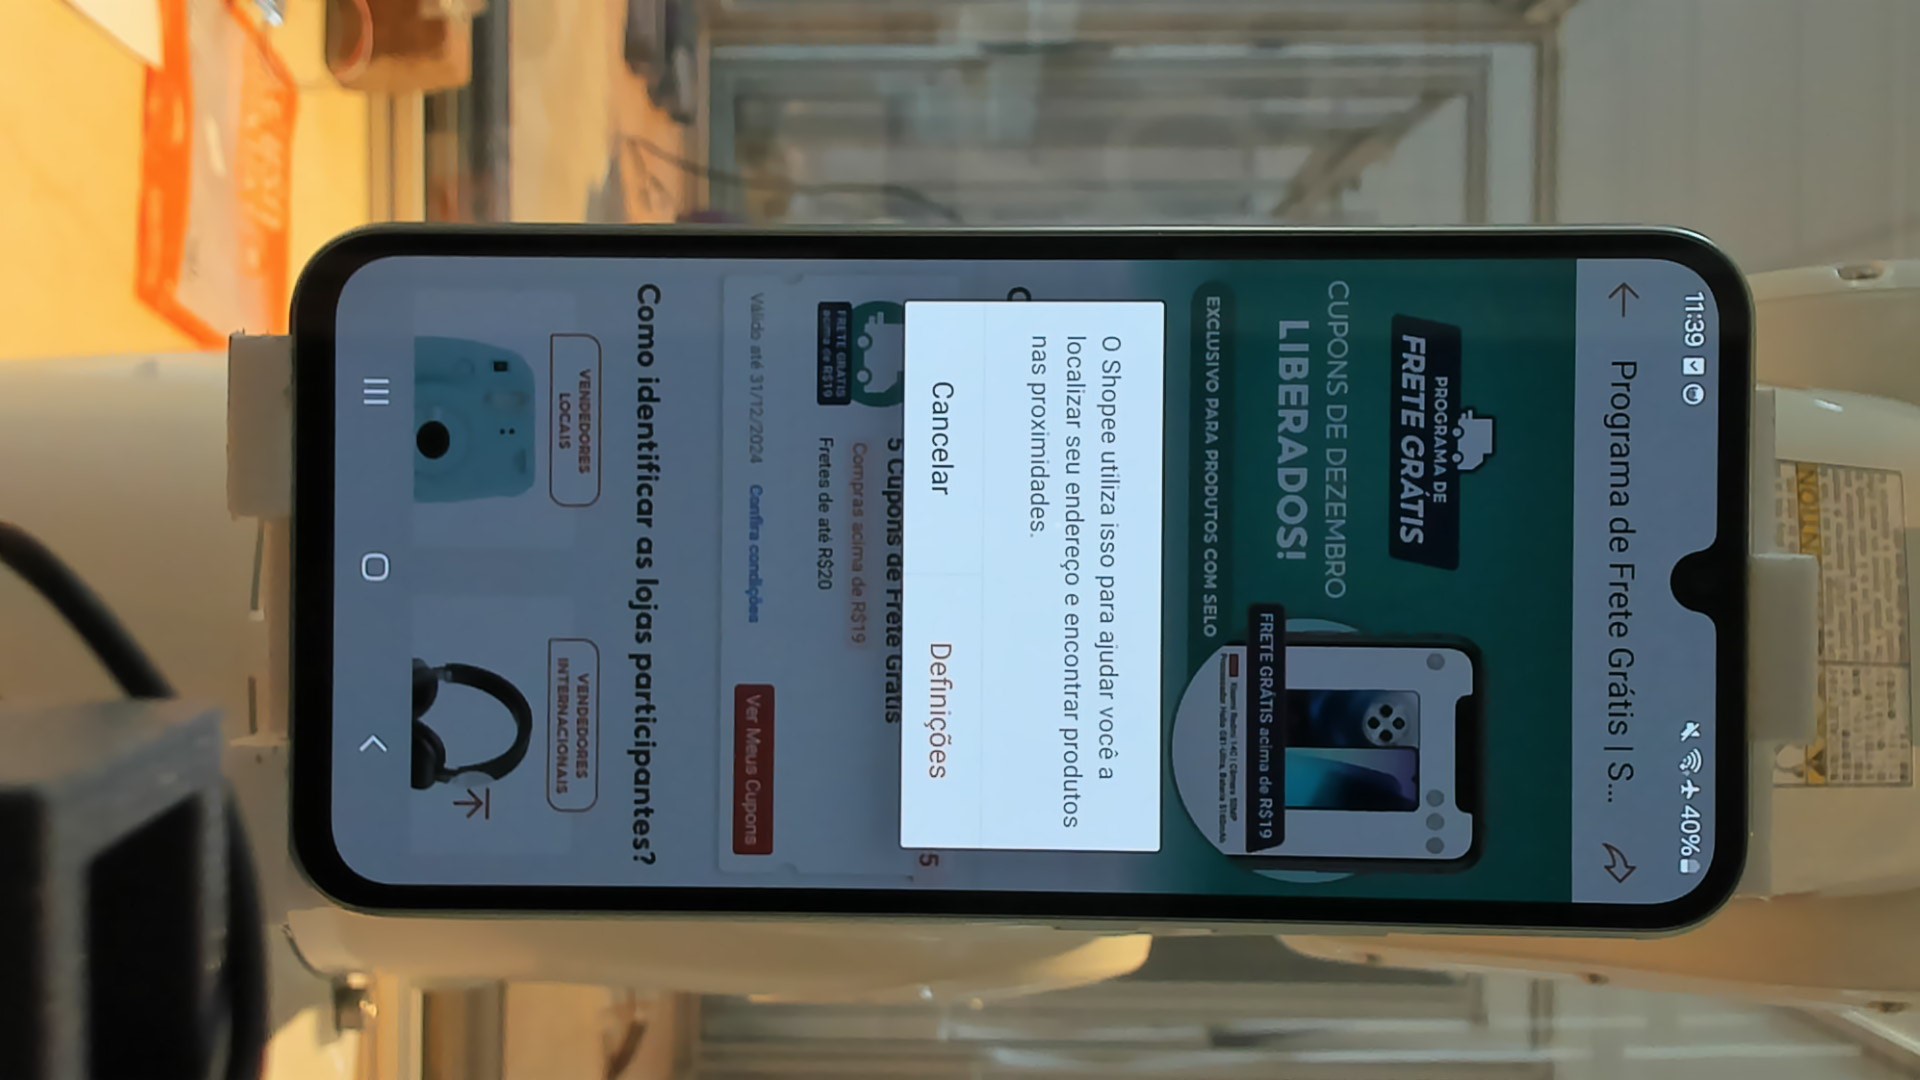 11:39
40%
Programa de Frete Grátis | S...
PROGRAMA DE
FRETE GRÁTIS
CUPONS DE DEZEMBRO
LIBERADOS!
EXCLUSIVO PARA PRODUTOS COM SELO
FRETE GRÁTIS acima de R$19
O Shopee utiliza isso para ajudar você a
localizar seu endereço e encontrar produtos
nas proximidades.
Cancelar
Definições
5 Cupons de Frete Grátis
Compras acima de R$19
Fretes de até R$20
FRETE GRÁTIS
acima de R$19
Válido até 31/12/2024
Confira condições
Ver Meus Cupons
Como identificar as lojas participantes?
VENDEDORES
LOCAIS
VENDEDORES
INTERNACIONAIS